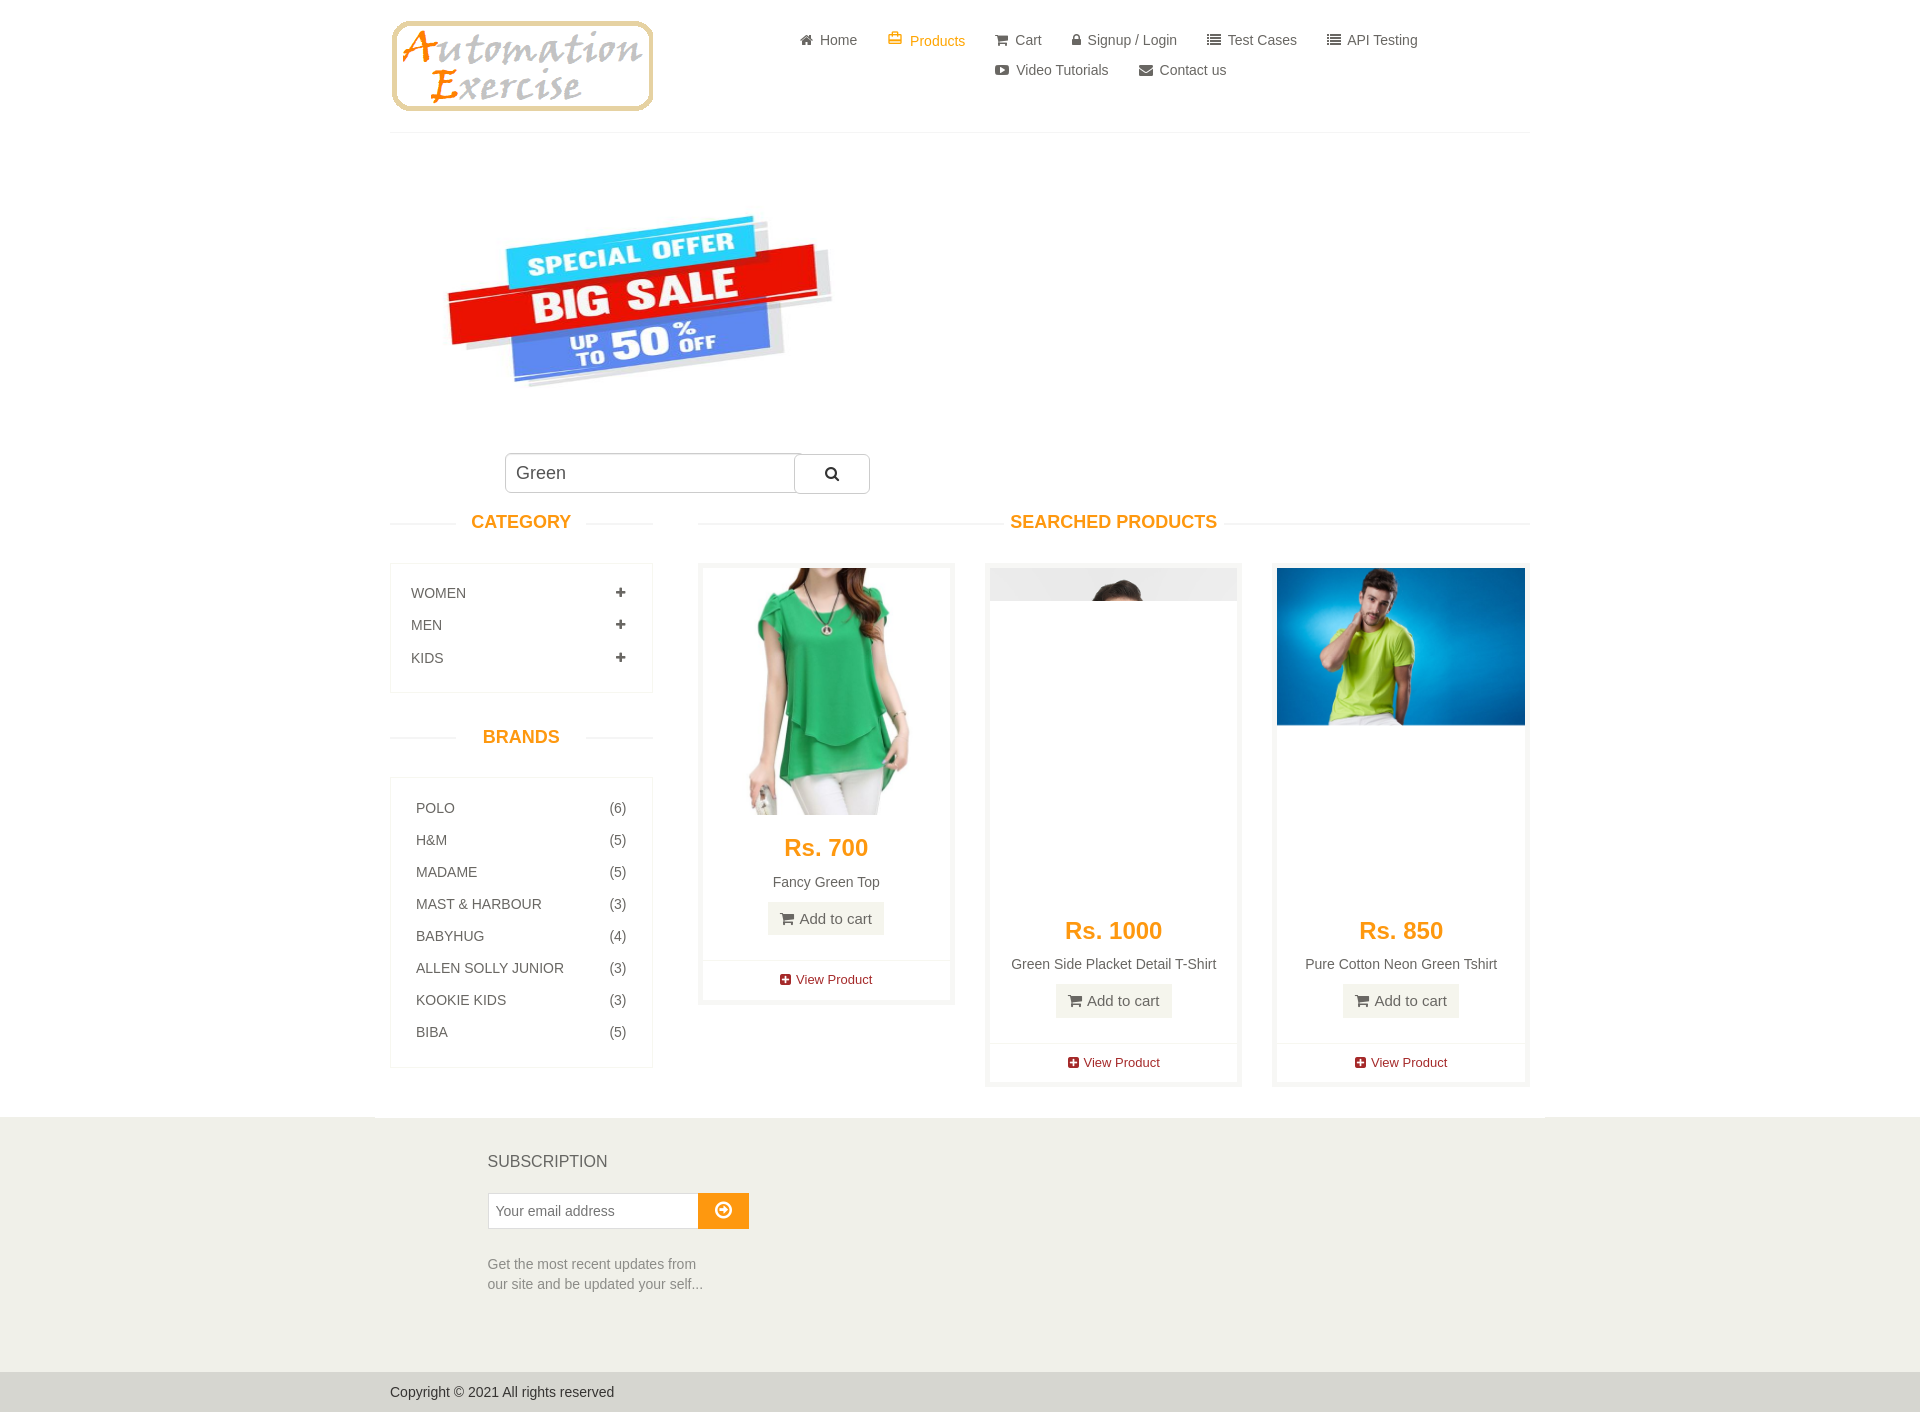 Automation
Exercise
Home
Products
Cart
Signup / Login
Test Cases
API Testing
Video Tutorials
Contact us
SPECIAL OFFER
BIG SALE
UP TO 50% OFF
Green
CATEGORY
WOMEN
MEN
KIDS
BRANDS
POLO (6)
H&M (5)
MADAME (5)
MAST & HARBOUR (3)
BABYHUG (4)
ALLEN SOLLY JUNIOR (3)
KOOKIE KIDS (3)
BIBA (5)
SEARCHED PRODUCTS
Rs. 700
Fancy Green Top
Add to cart
View Product
Rs. 1000
Green Side Placket Detail T-Shirt
Add to cart
View Product
Rs. 850
Pure Cotton Neon Green Tshirt
Add to cart
View Product
SUBSCRIPTION
Your email address
Get the most recent updates from
our site and be updated your self...
Copyright © 2021 All rights reserved